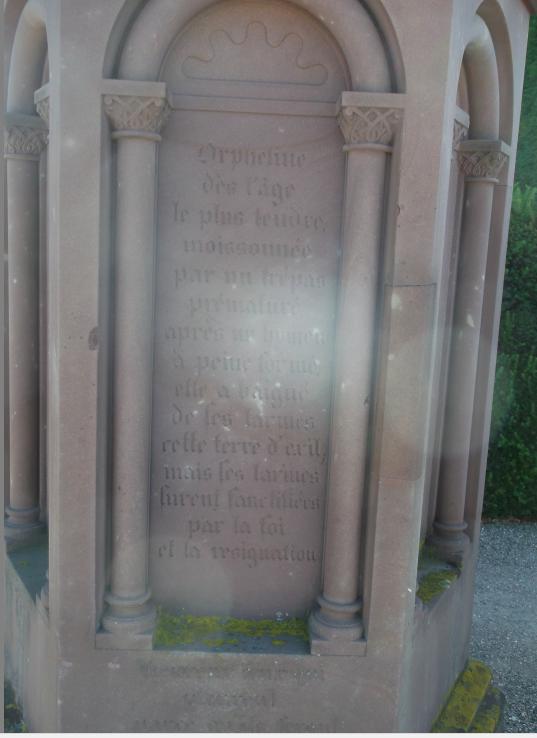 Orpheline
dès l'âge
le plus tendre,
moissonnée
par un trépas
prématuré
après un hymen
à peine formé,
elle a baigné
de ses larmes
cette terre d'exil,
mais ses larmes
furent sanctifiées
par la foi
et la resignation